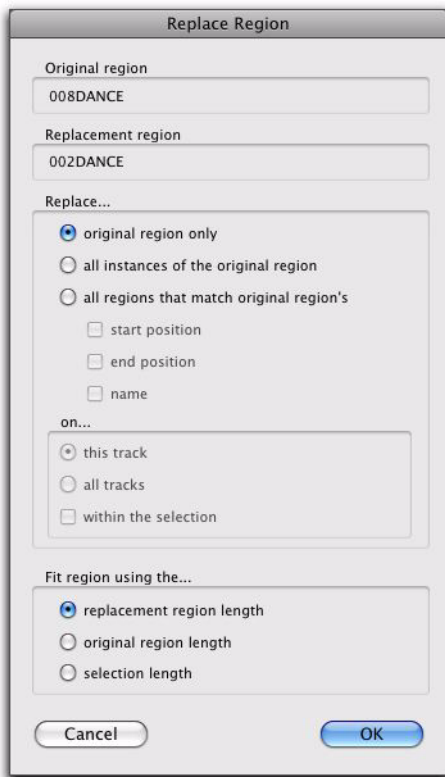 Replace Region
Original region
008DANCE
Replacement region
002DANCE
Replace...
original region only
all instances of the original region
all regions that match original region's
start position
end position
name
on...
this track
all tracks
within the selection
Fit region using the...
replacement region length
original region length
selection length
Cancel OK